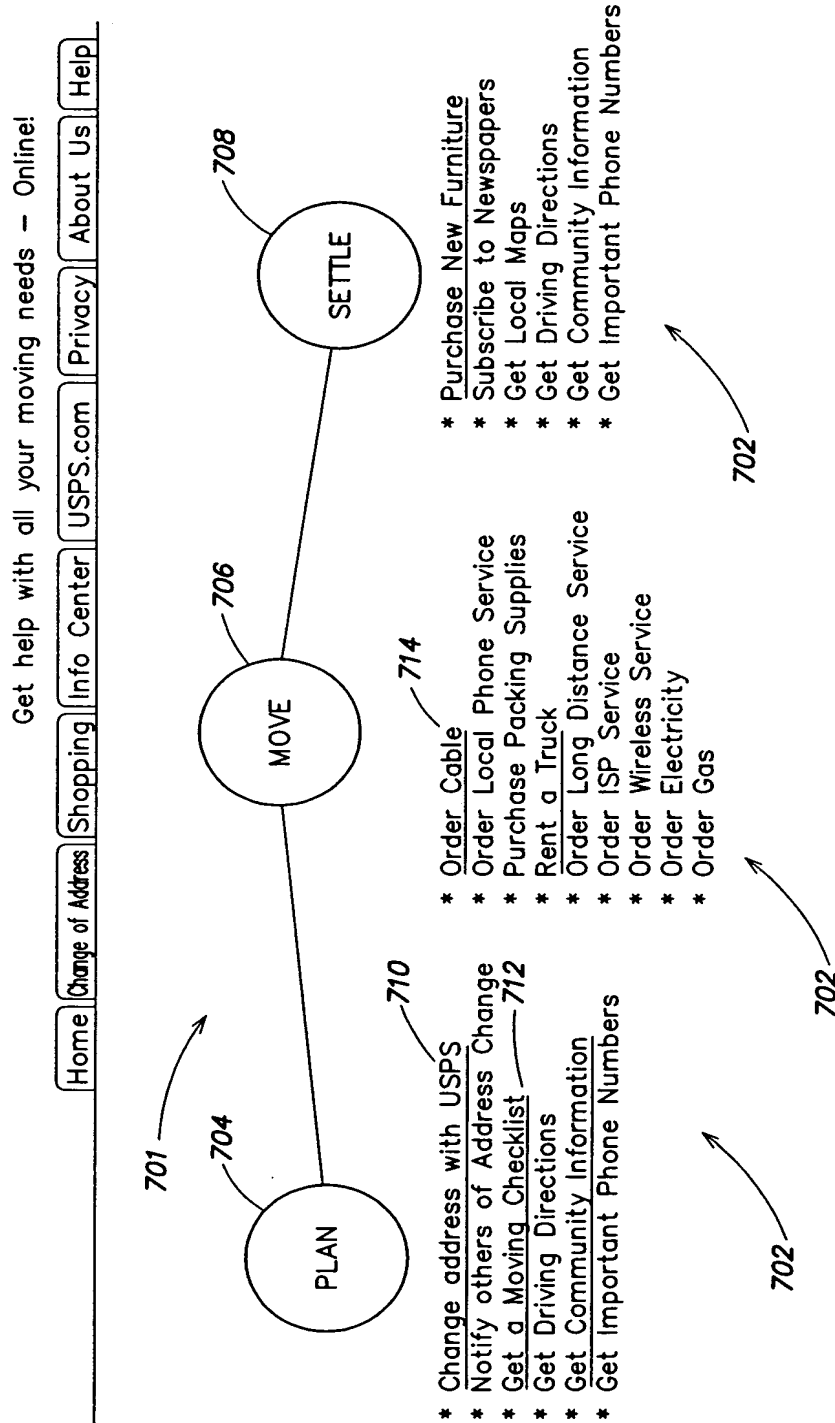 Get help with all your moving needs – Online!
Home Change of Address Shopping Info Center USPS.com Privacy About Us Help
701
704
PLAN
706
MOVE
708
SETTLE
710
* Change address with USPS
* Notify others of Address Change
* Get a Moving Checklist
712
* Get Driving Directions
* Get Community Information
* Get Important Phone Numbers
702
714
* Order Cable
* Order Local Phone Service
* Purchase Packing Supplies
* Rent a Truck
* Order Long Distance Service
* Order ISP Service
* Order Wireless Service
* Order Electricity
* Order Gas
702
* Purchase New Furniture
* Subscribe to Newspapers
* Get Local Maps
* Get Driving Directions
* Get Community Information
* Get Important Phone Numbers
702